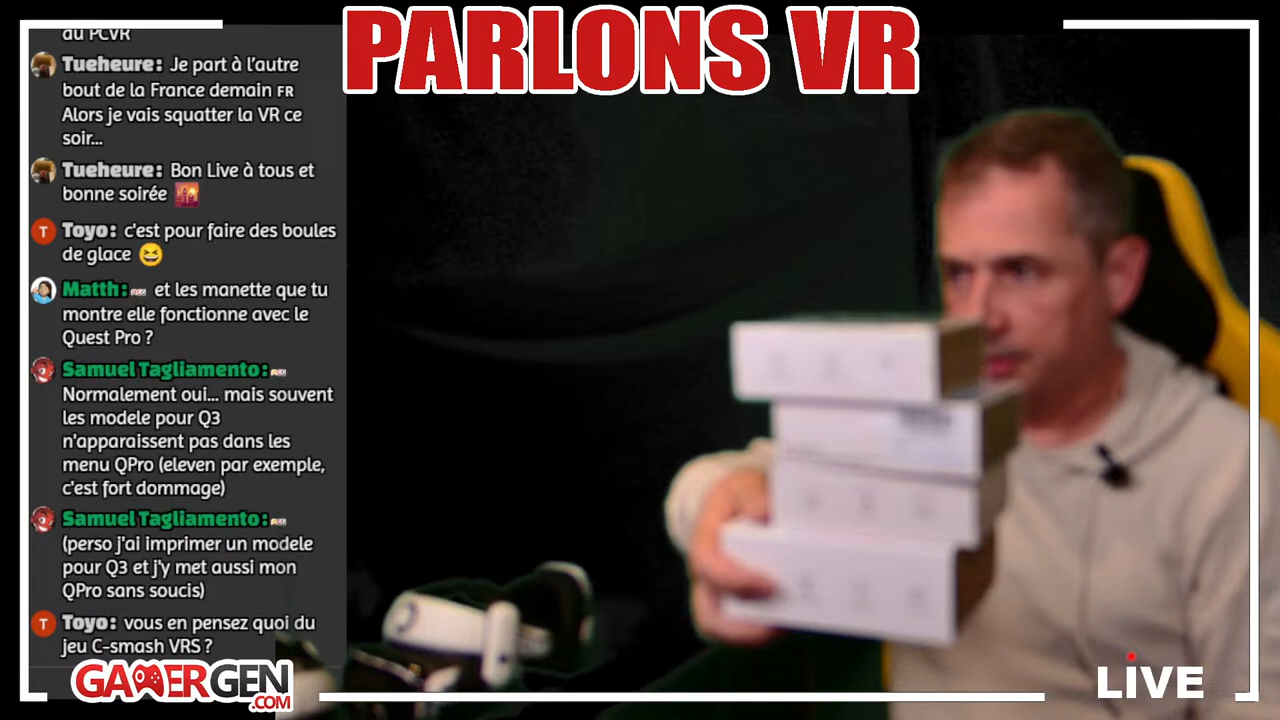 PARLONS VR
du PCVR
Tueheure: Je part à l'autre
bout de la France demain FR
Alors je vais squatter la VR ce
soir...
Tueheure: Bon Live à tous et
bonne soirée
T Toyo: c'est pour faire des boules
de glace
Matth: et les manette que tu
montre elle fonctionne avec le
Quest Pro ?
Samuel Tagliamento:
Normalement oui... mais souvent
les modele pour Q3
n'apparaissent pas dans les
menu QPro (eleven par exemple,
c'est fort dommage)
Samuel Tagliamento:
(perso j'ai imprimer un modele
pour Q3 et j'y met aussi mon
QPro sans soucis)
T Toyo: vous en pensez quoi du
jeu C-smash VRS ?
GAMERGEN
.COM
LIVE